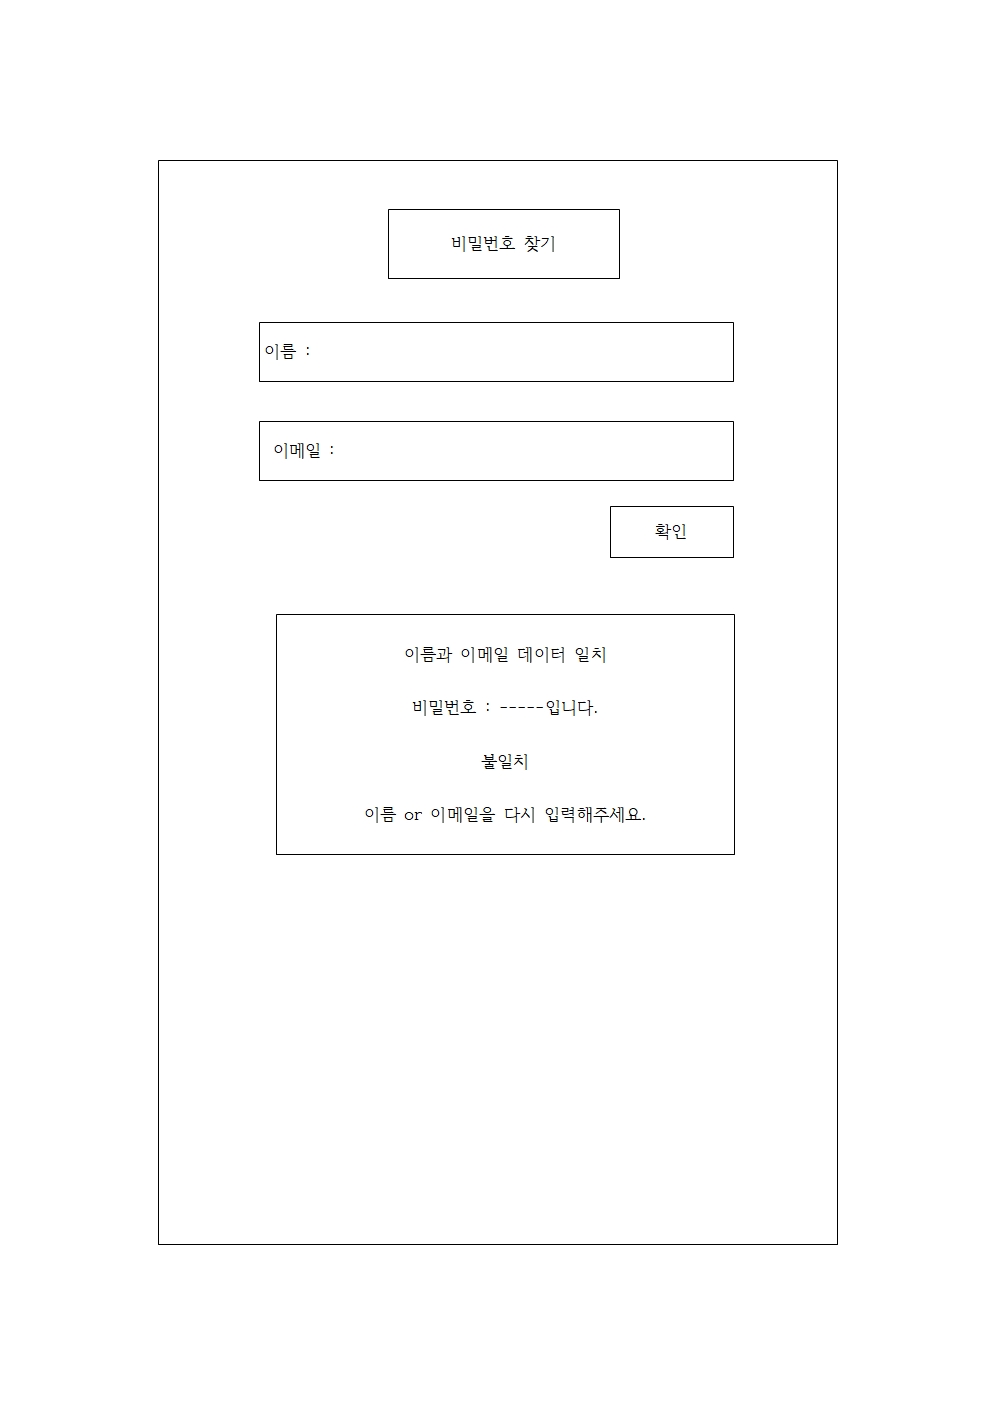 비밀번호 찾기
이름 :
이메일 :
확인
이름과 이메일 데이터 일치
비밀번호 : -----입니다.
불일치
이름 or 이메일을 다시 입력해주세요.